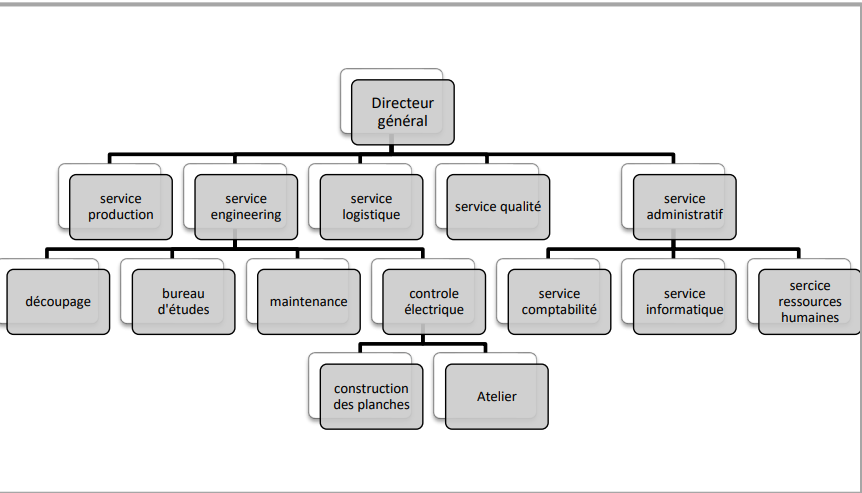 Directeur
général
service
production
service
engineering
service
logistique
service qualité
service
administratif
découpage
bureau
d'études
maintenance
controle
électrique
service
comptabilité
service
informatique
sercice
ressources
humaines
construction
des planches
Atelier